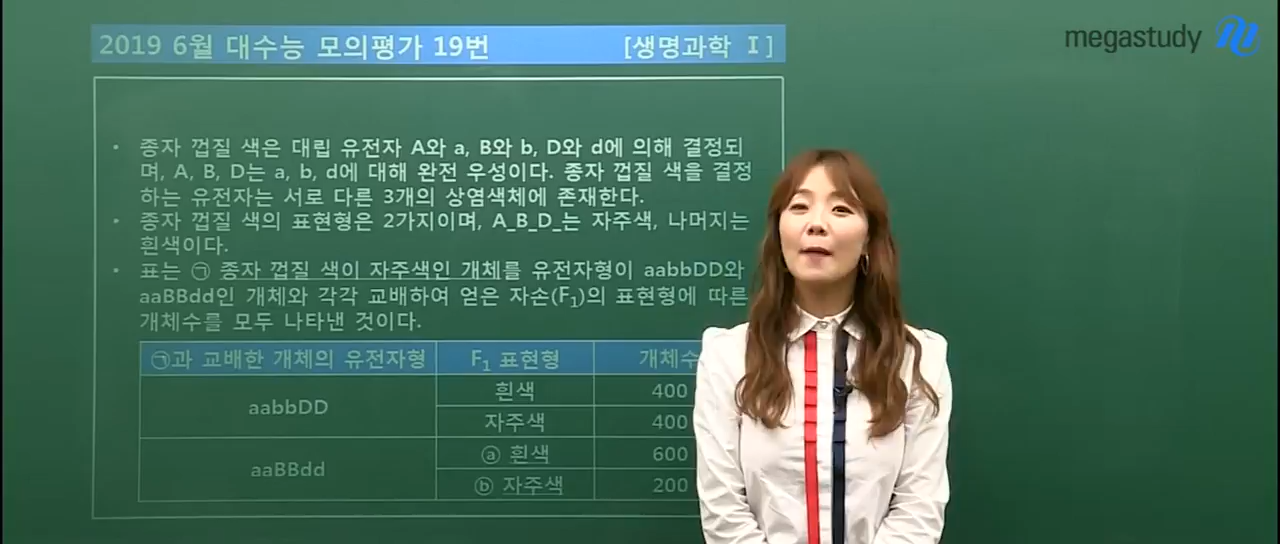 2019 6월 대수능 모의평가 19번 [생명과학 Ⅰ]
megastudy
• 종자 껍질 색은 대립 유전자 A와 a, B와 b, D와 d에 의해 결정되
며, A, B, D는 a, b, d에 대해 완전 우성이다. 종자 껍질 색을 결정
하는 유전자는 서로 다른 3개의 상염색체에 존재한다.
• 종자 껍질 색의 표현형은 2가지이며, A_B_D_는 자주색, 나머지는
흰색이다.
• 표는 ㉠ 종자 껍질 색이 자주색인 개체를 유전자형이 aabbDD와
aaBBdd인 개체와 각각 교배하여 얻은 자손(F₁)의 표현형에 따른
개체수를 모두 나타낸 것이다.
㉠과 교배한 개체의 유전자형 F₁ 표현형 개체수
aabbDD 흰색 400
자주색 400
aaBBdd ⓐ 흰색 600
ⓑ 자주색 200